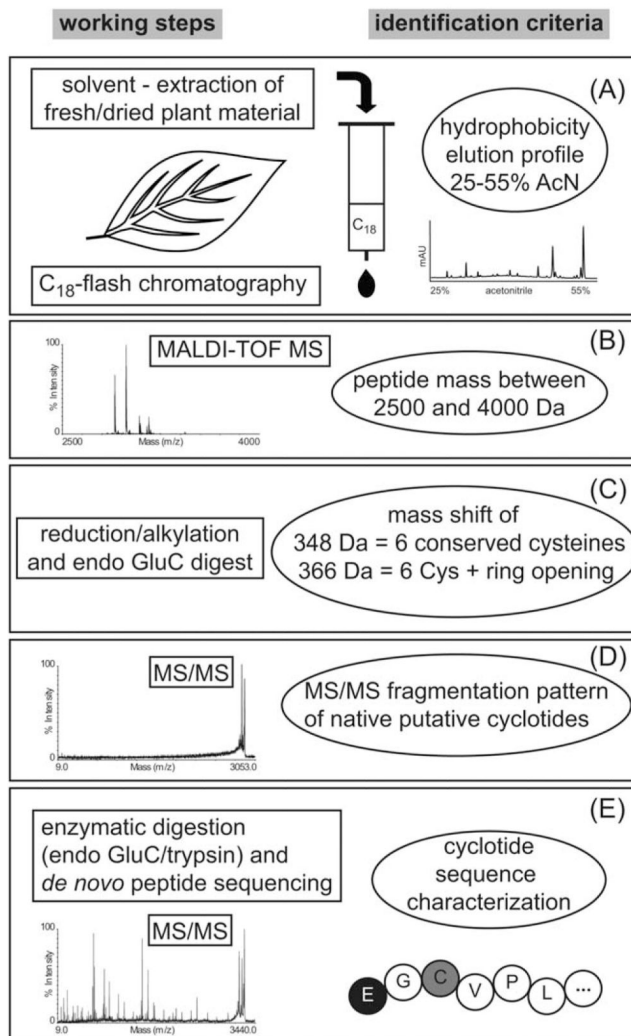 working steps
identification criteria
(A)
solvent - extraction of
fresh/dried plant material
C18-flash chromatography
C18
hydrophobicity
elution profile
25-55% AcN
mAU
25%
acetonitrile
55%
(B)
MALDI-TOF MS
100
% Intensity
0
2500
Mass (m/z)
4000
peptide mass between
2500 and 4000 Da
(C)
reduction/alkylation
and endo GluC digest
mass shift of
348 Da = 6 conserved cysteines
366 Da = 6 Cys + ring opening
(D)
MS/MS
100
% Intensity
0
9.0
Mass (m/z)
3053.0
MS/MS fragmentation pattern
of native putative cyclotides
(E)
enzymatic digestion
(endo GluC/trypsin) and
de novo peptide sequencing
MS/MS
100
% Intensity
0
9.0
Mass (m/z)
3440.0
cyclotide
sequence
characterization
E G C V P L ...